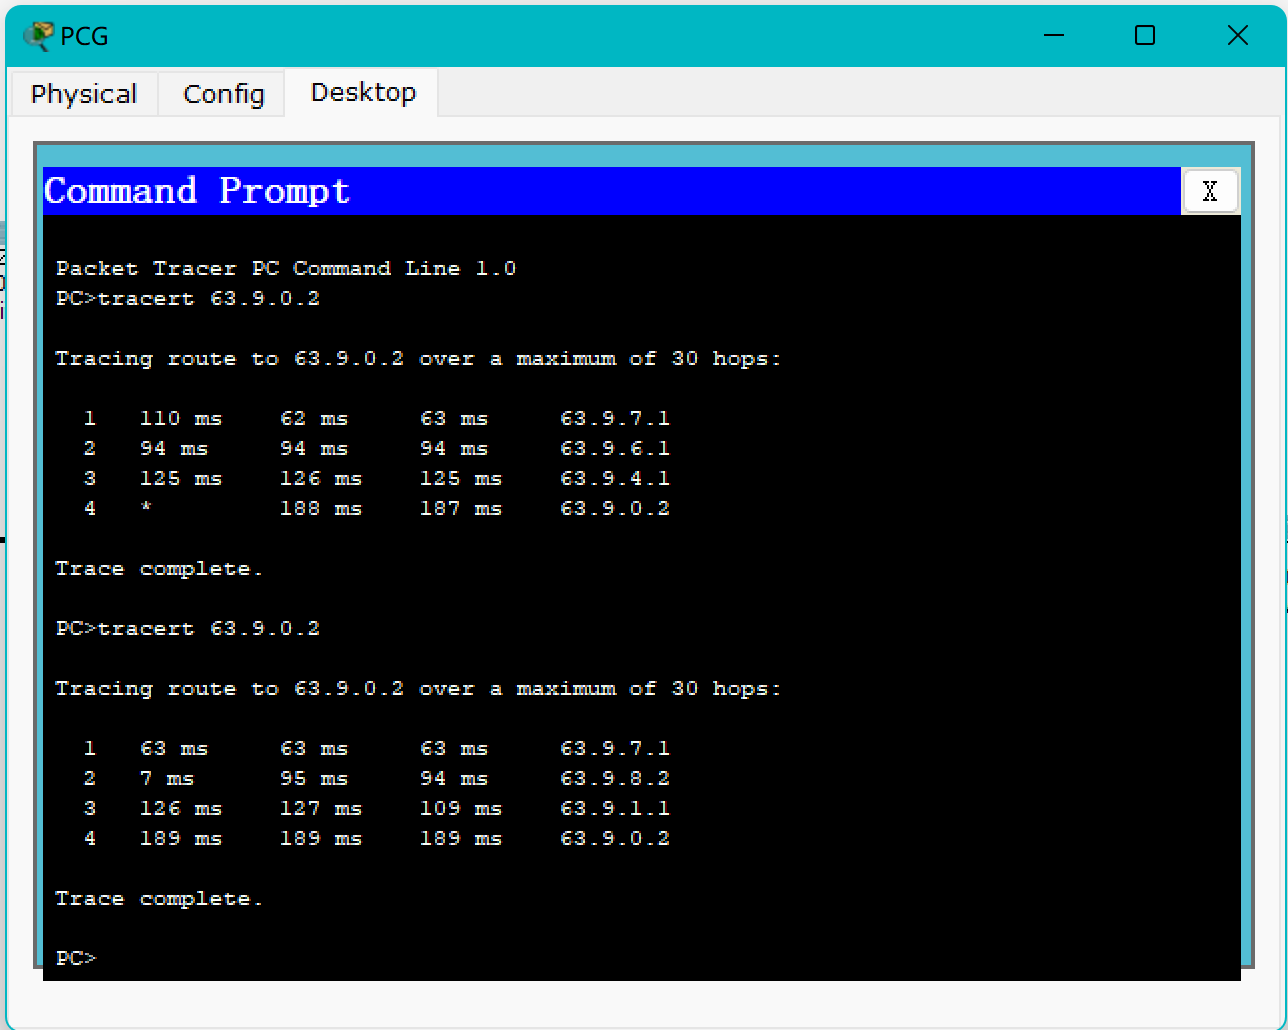 PCG
Physical Config Desktop
Command Prompt X
Packet Tracer PC Command Line 1.0
PC>tracert 63.9.0.2
Tracing route to 63.9.0.2 over a maximum of 30 hops:
1 110 ms 62 ms 63 ms 63.9.7.1
2 94 ms 94 ms 94 ms 63.9.6.1
3 125 ms 126 ms 125 ms 63.9.4.1
4 * 188 ms 187 ms 63.9.0.2
Trace complete.
PC>tracert 63.9.0.2
Tracing route to 63.9.0.2 over a maximum of 30 hops:
1 63 ms 63 ms 63 ms 63.9.7.1
2 7 ms 95 ms 94 ms 63.9.8.2
3 126 ms 127 ms 109 ms 63.9.1.1
4 189 ms 189 ms 189 ms 63.9.0.2
Trace complete.
PC>